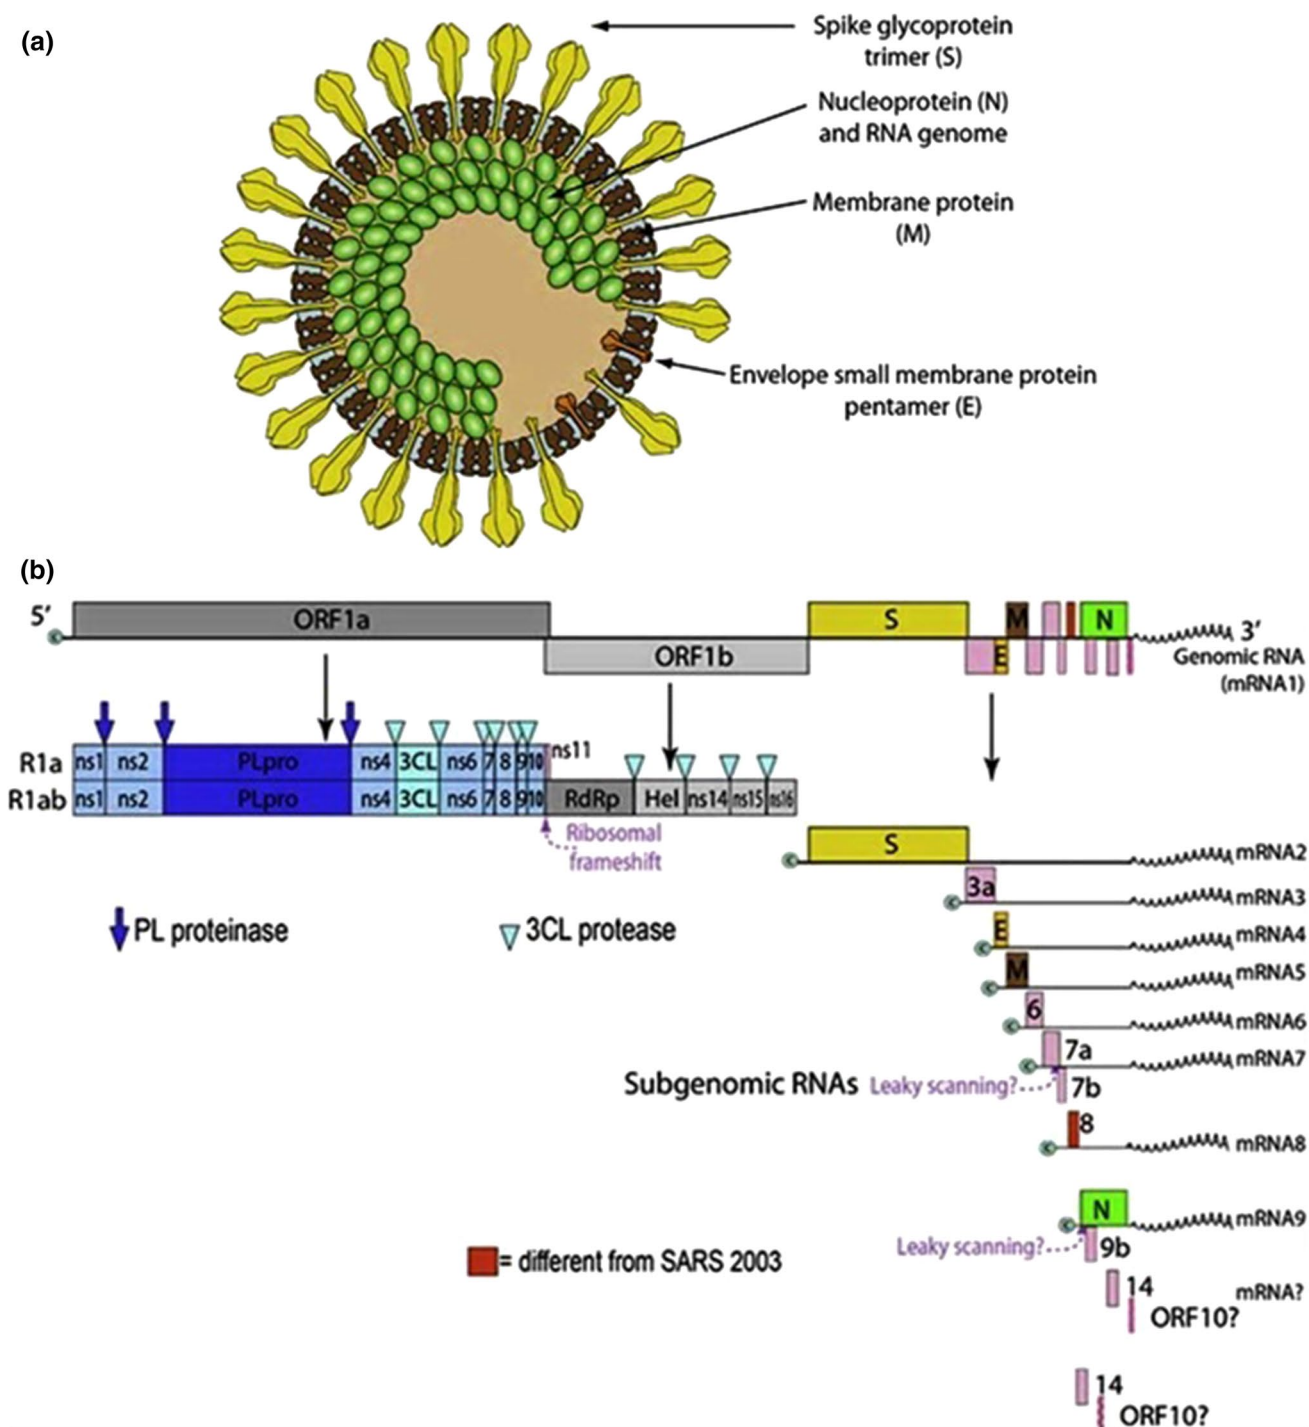 (a)
Spike glycoprotein
trimer (S)
Nucleoprotein (N)
and RNA genome
Membrane protein
(M)
Envelope small membrane protein
pentamer (E)
(b)
5′ ORF1a S M N 3′
ORF1b E Genomic RNA
(mRNA1)
R1a ns1 ns2 PLpro ns4 3CL ns6 7 8 9 10 ns11
R1ab ns1 ns2 PLpro ns4 3CL ns6 7 8 9 10 RdRp Hel ns14 ns15 ns16
Ribosomal
frameshift
S mRNA2
3a mRNA3
PL proteinase 3CL protease
E mRNA4
M mRNA5
6 mRNA6
7a mRNA7
Subgenomic RNAs Leaky scanning? 7b
8 mRNA8
N mRNA9
Leaky scanning? 9b
= different from SARS 2003
14 mRNA?
ORF10?
14
ORF10?